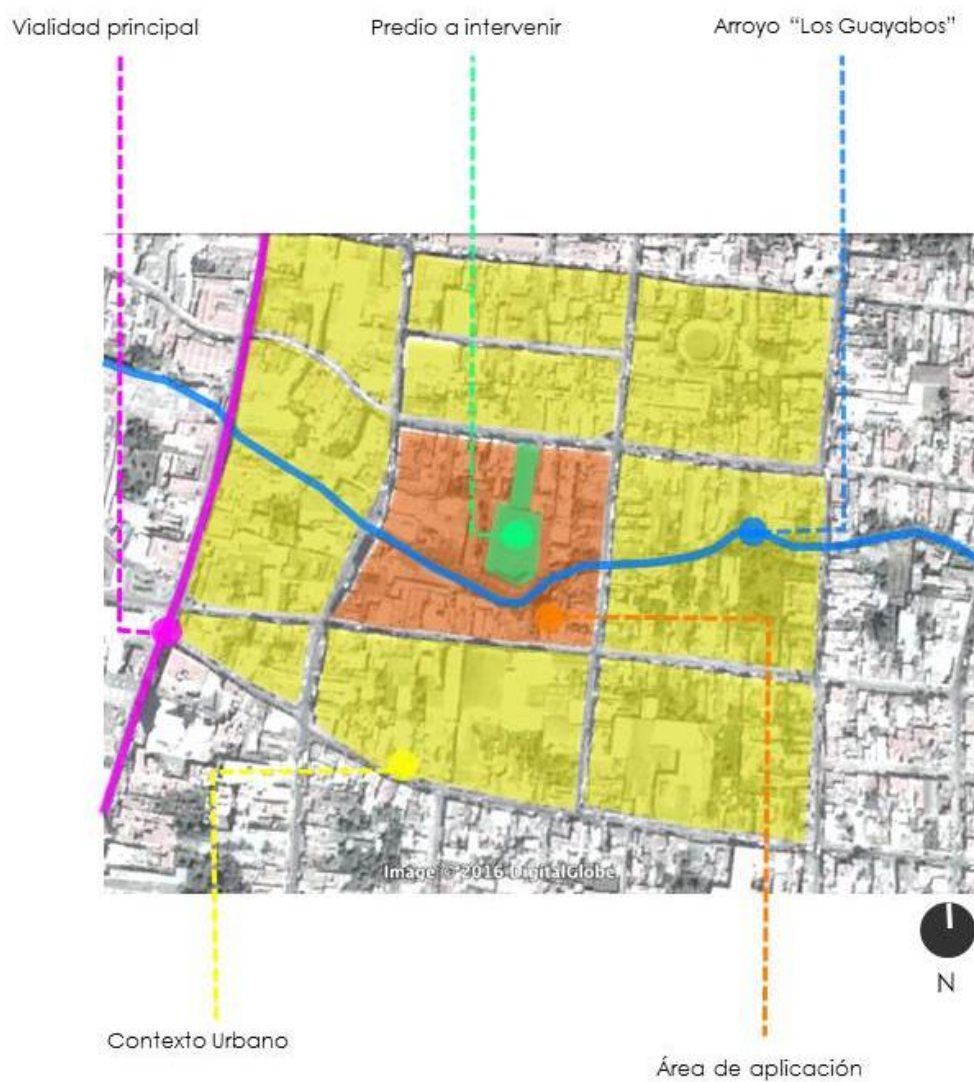 Vialidad principal
Predio a intervenir
Arroyo “Los Guayabos”
Image © 2016 DigitalGlobe
N
Contexto Urbano
Área de aplicación